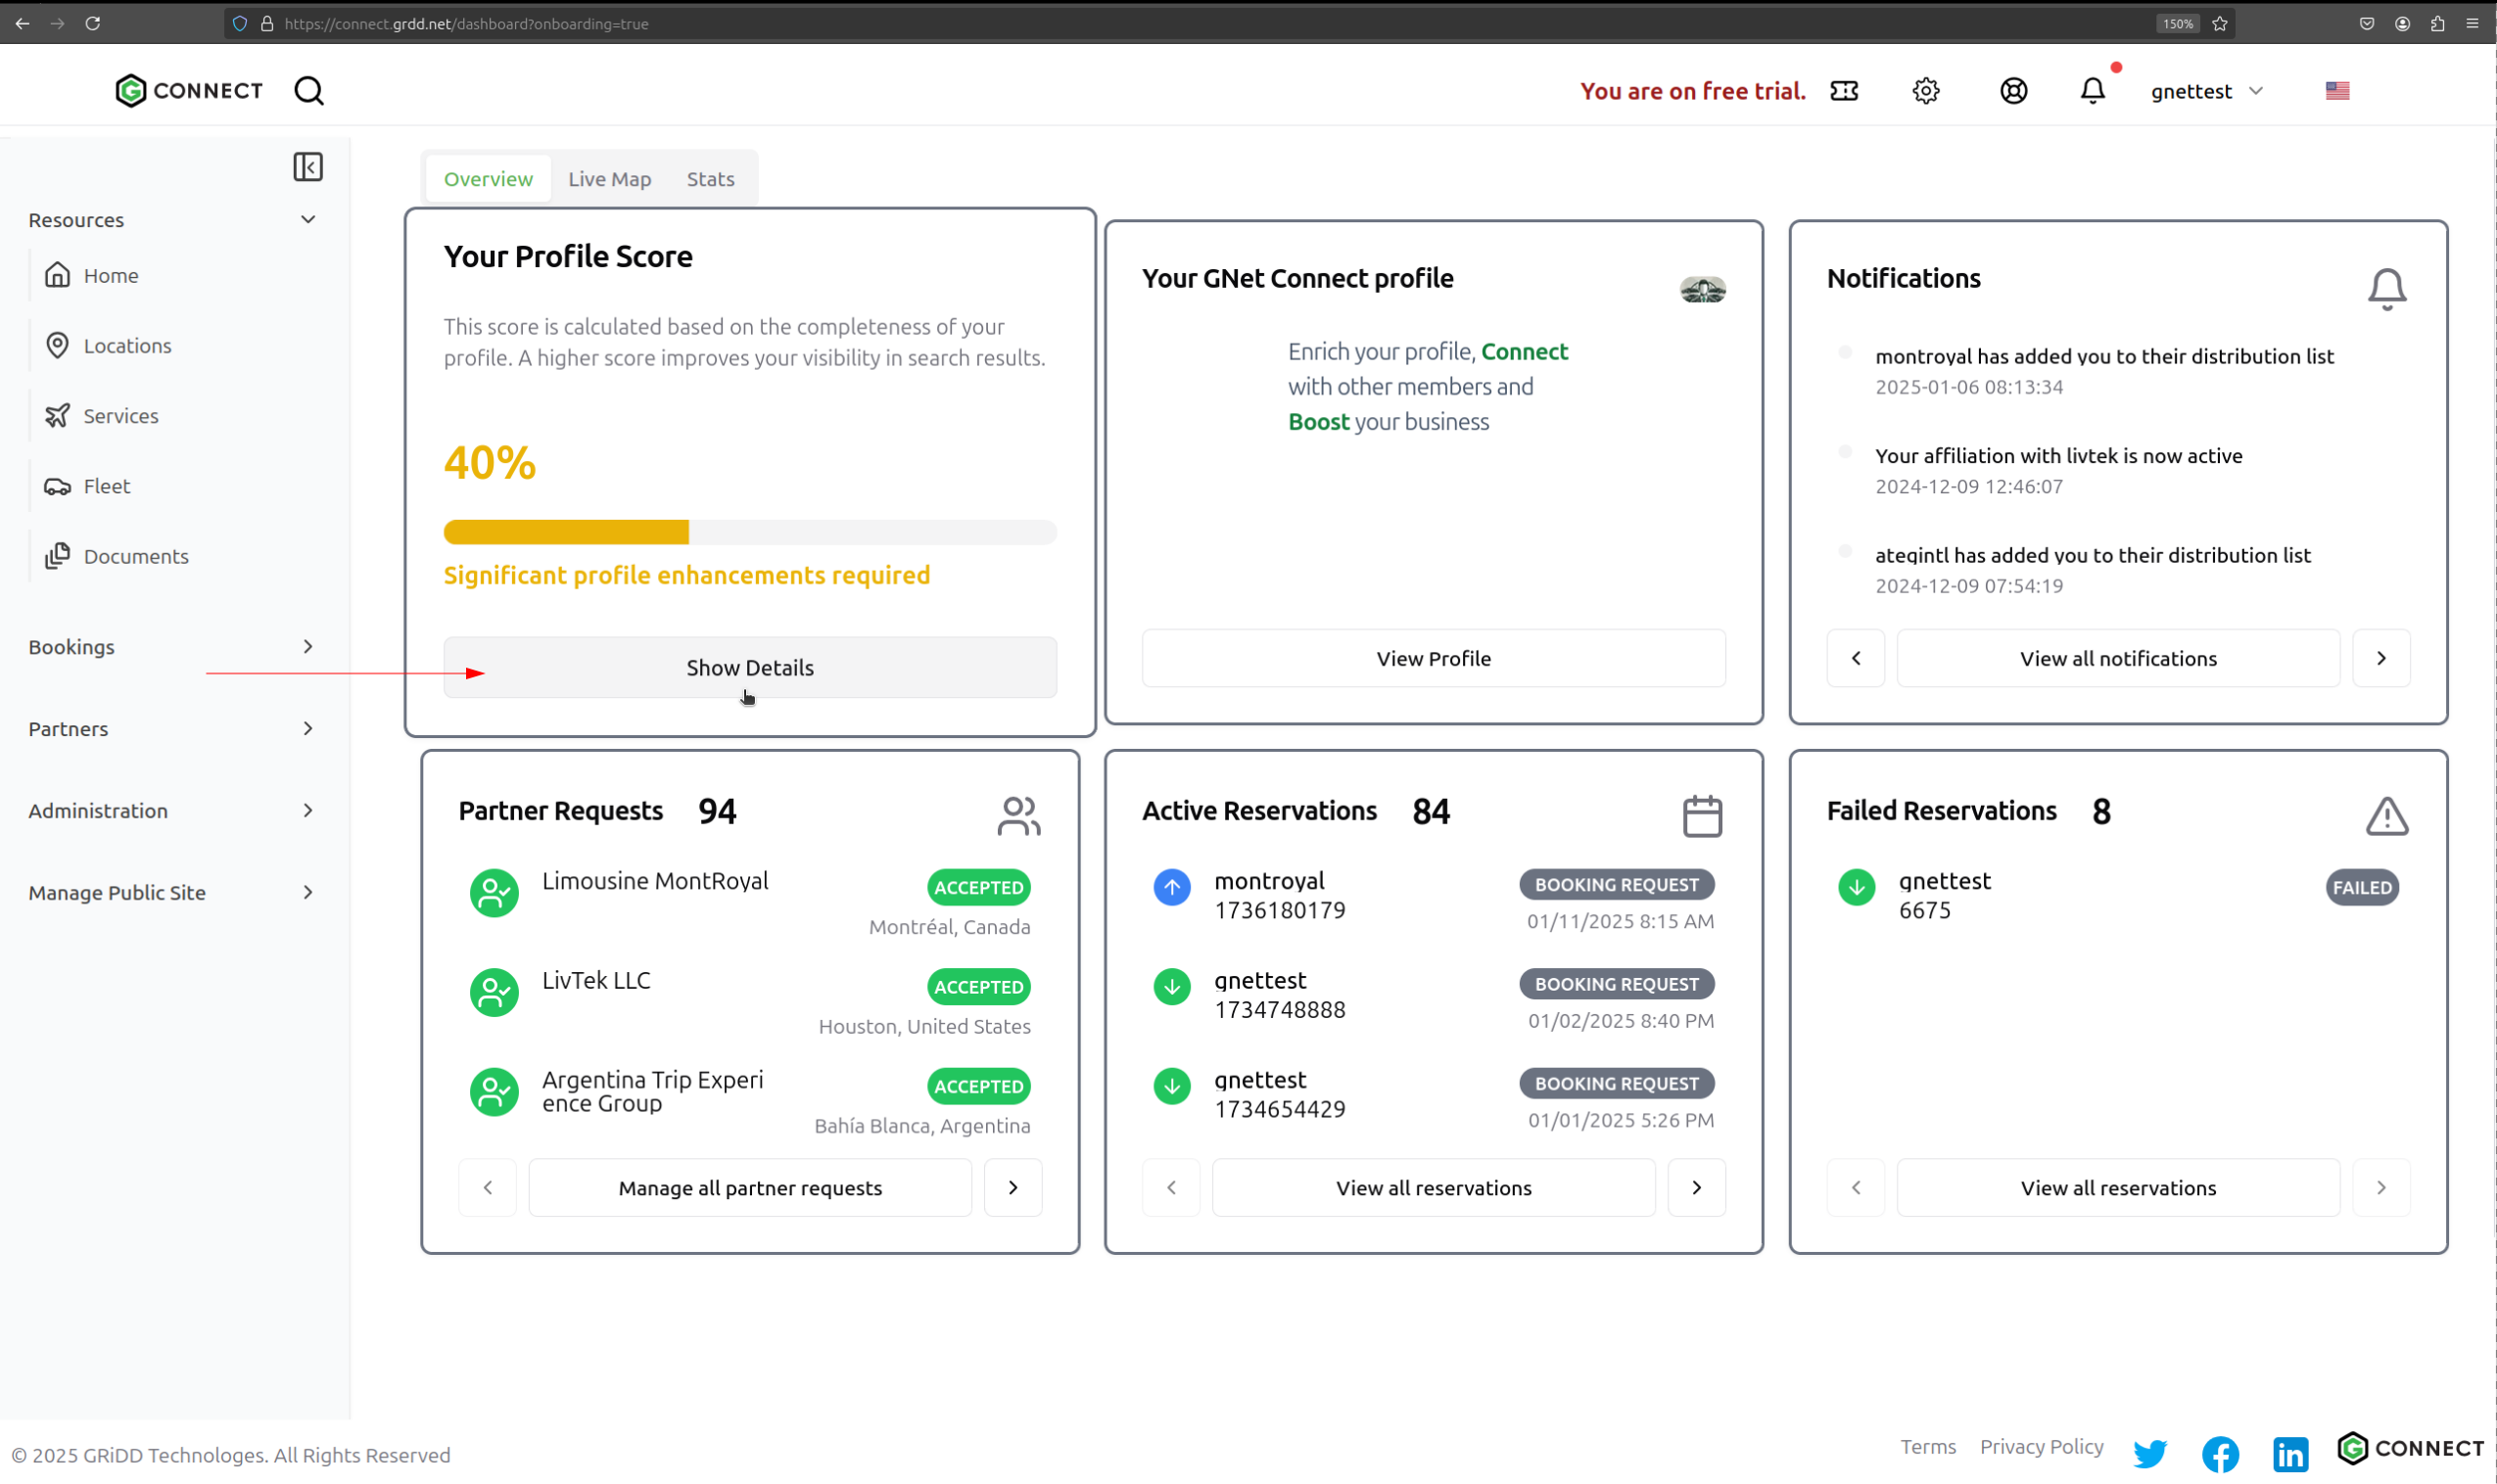 https://connect.grdd.net/dashboard?onboarding=true
150%
CONNECT
You are on free trial.
gnettest
Resources
Home
Locations
Services
Fleet
Documents
Bookings
Partners
Administration
Manage Public Site
Overview
Live Map
Stats
Your Profile Score
This score is calculated based on the completeness of your
profile. A higher score improves your visibility in search results.
40%
Significant profile enhancements required
Show Details
Your GNet Connect profile
Enrich your profile, Connect
with other members and
Boost your business
View Profile
Notifications
montroyal has added you to their distribution list
2025-01-06 08:13:34
Your affiliation with livtek is now active
2024-12-09 12:46:07
ategintl has added you to their distribution list
2024-12-09 07:54:19
View all notifications
Partner Requests 94
Limousine MontRoyal
ACCEPTED
Montréal, Canada
LivTek LLC
ACCEPTED
Houston, United States
Argentina Trip Experi
ence Group
ACCEPTED
Bahía Blanca, Argentina
Manage all partner requests
Active Reservations 84
montroyal
1736180179
BOOKING REQUEST
01/11/2025 8:15 AM
gnettest
1734748888
BOOKING REQUEST
01/02/2025 8:40 PM
gnettest
1734654429
BOOKING REQUEST
01/01/2025 5:26 PM
View all reservations
Failed Reservations 8
gnettest
6675
FAILED
View all reservations
© 2025 GRiDD Technologes. All Rights Reserved
Terms
Privacy Policy
CONNECT